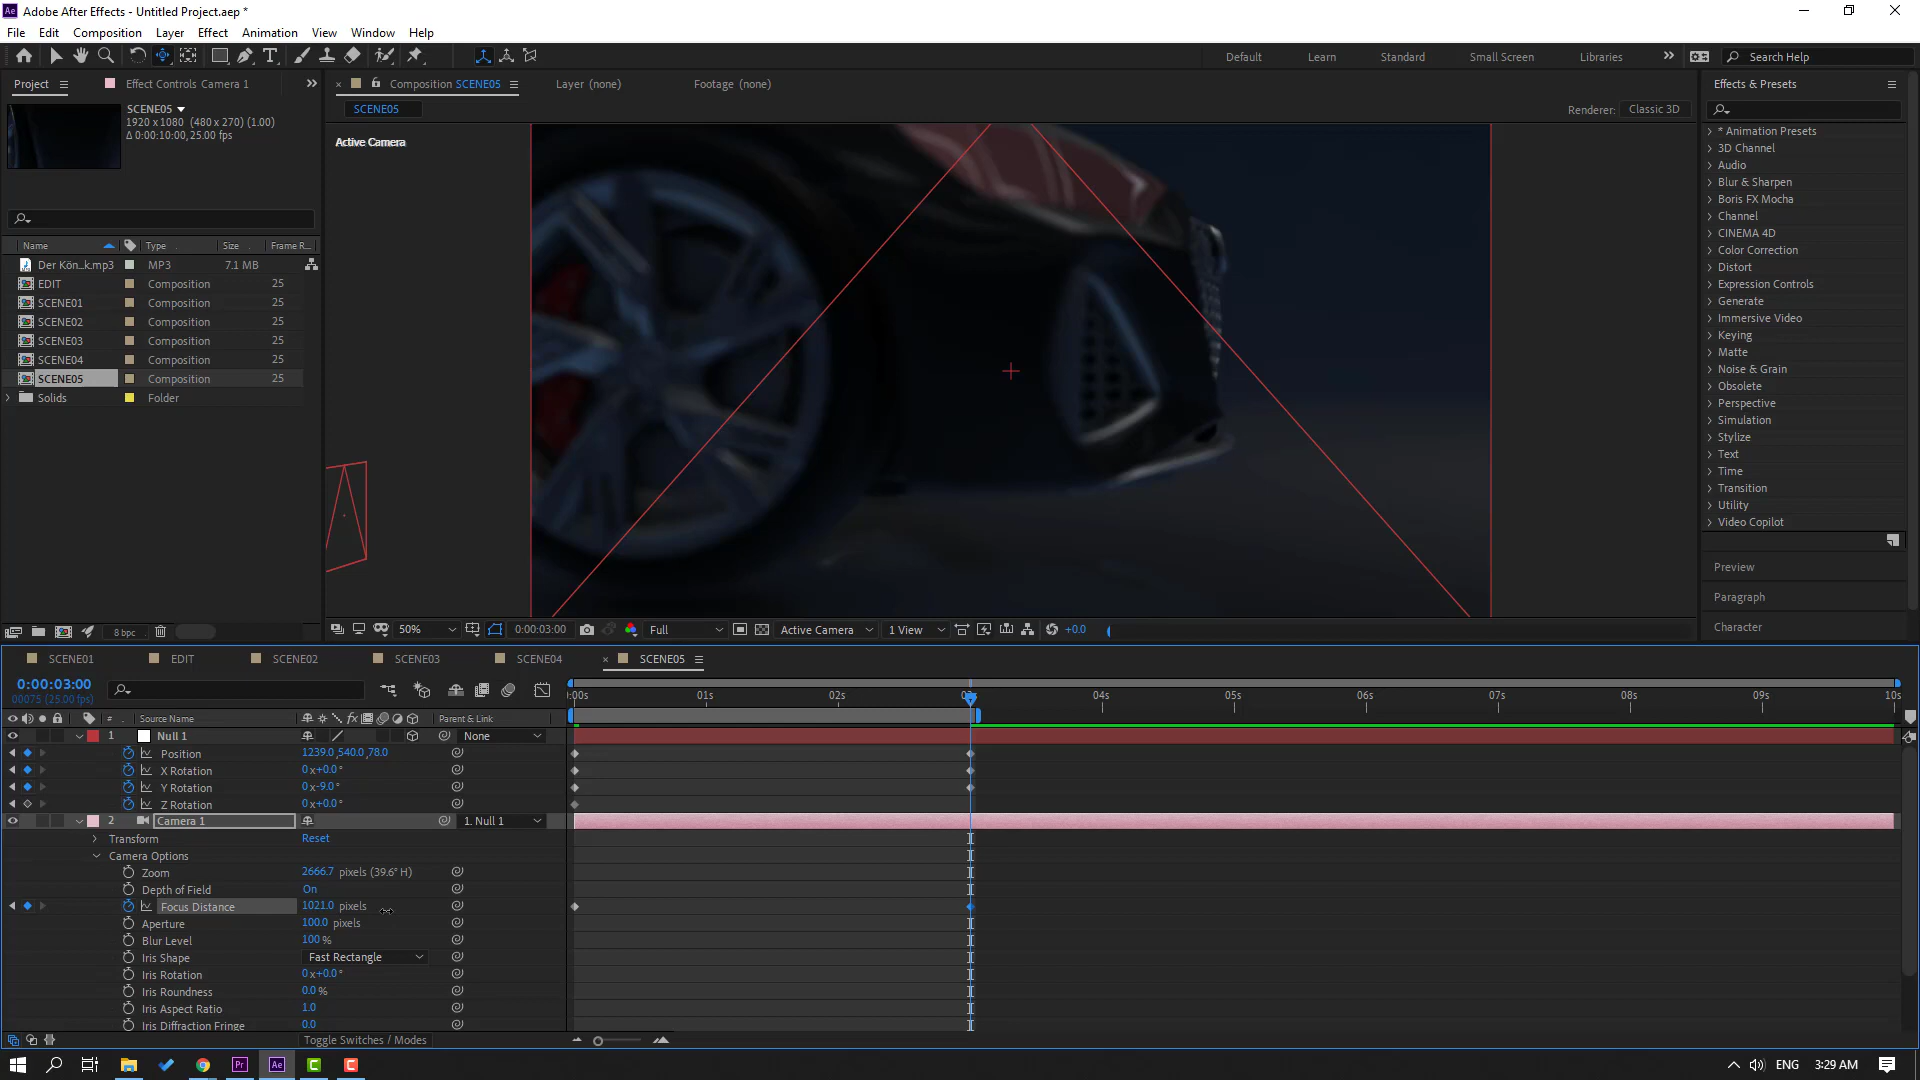 Ae Adobe After Effects - Untitled Project.aep *
File Edit Composition Layer Effect Animation View Window Help
Default Learn Standard Small Screen Libraries Search Help
Project Effect Controls Camera 1
Composition SCENE05 Layer (none) Footage (none)
Effects & Presets
SCENE05
1920 x 1080 (480 x 270) (1.00)
Δ 0:00:10:00, 25.00 fps
SCENE05
Renderer: Classic 3D
Active Camera
Name Type Size Frame R...
Der Kön_k.mp3 MP3 7.1 MB
EDIT Composition 25
SCENE01 Composition 25
SCENE02 Composition 25
SCENE03 Composition 25
SCENE04 Composition 25
SCENE05 Composition 25
Solids Folder
8 bpc
* Animation Presets
3D Channel
Audio
Blur & Sharpen
Boris FX Mocha
Channel
CINEMA 4D
Color Correction
Distort
Expression Controls
Generate
Immersive Video
Keying
Matte
Noise & Grain
Obsolete
Perspective
Simulation
Stylize
Text
Time
Transition
Utility
Video Copilot
Preview
Paragraph
Character
50% 0:00:03:00 Full Active Camera 1 View +0.0
SCENE01 EDIT SCENE02 SCENE03 SCENE04 SCENE05
0:00:03:00
00075 (25.00 fps)
:00s 01s 02s 04s 05s 06s 07s 08s 09s 10s
# Source Name fx Parent & Link
1 Null 1 None
Position 1239.0,540.0,78.0
X Rotation 0 x+0.0°
Y Rotation 0 x-9.0°
Z Rotation 0 x+0.0°
2 Camera 1 1. Null 1
Transform Reset
Camera Options
Zoom 2666.7 pixels (39.6° H)
Depth of Field On
Focus Distance 1021.0 pixels
Aperture 100.0 pixels
Blur Level 100 %
Iris Shape Fast Rectangle
Iris Rotation 0 x+0.0°
Iris Roundness 0.0 %
Iris Aspect Ratio 1.0
Iris Diffraction Fringe 0.0
Toggle Switches / Modes
Pr Ae C C ENG 3:29 AM